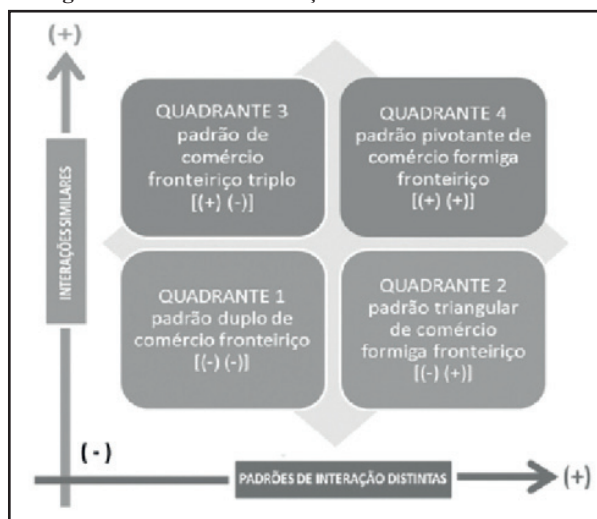 (+)
INTERAÇÕES SIMILARES
QUADRANTE 3
padrão de
comércio
fronteiriço triplo
[(+) (-)]
QUADRANTE 4
padrão pivotante de
comércio formiga
fronteiriço
[(+) (+)]
QUADRANTE 1
padrão duplo de
comércio fronteiriço
[(-) (-)]
QUADRANTE 2
padrão triangular
de comércio
formiga fronteiriço
[(-) (+)]
(-)
PADRÕES DE INTERAÇÃO DISTINTAS
(+)